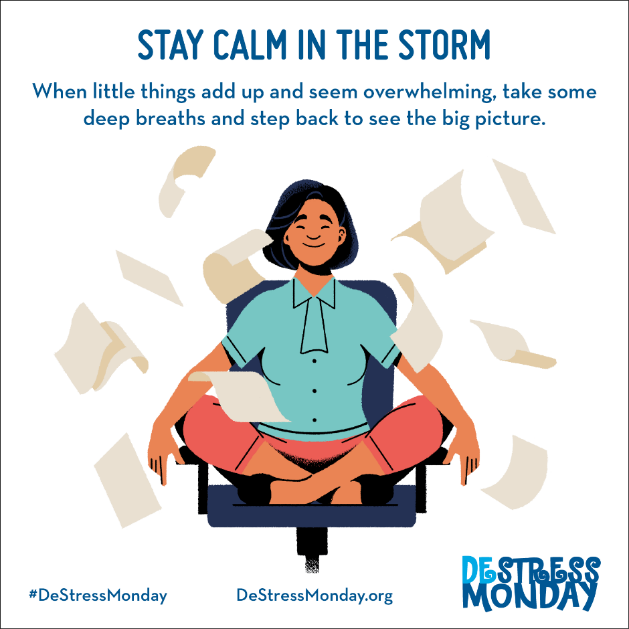 STAY CALM IN THE STORM
When little things add up and seem overwhelming, take some
deep breaths and step back to see the big picture.
#DeStressMonday
DeStressMonday.org
DESTRESS
MONDAY